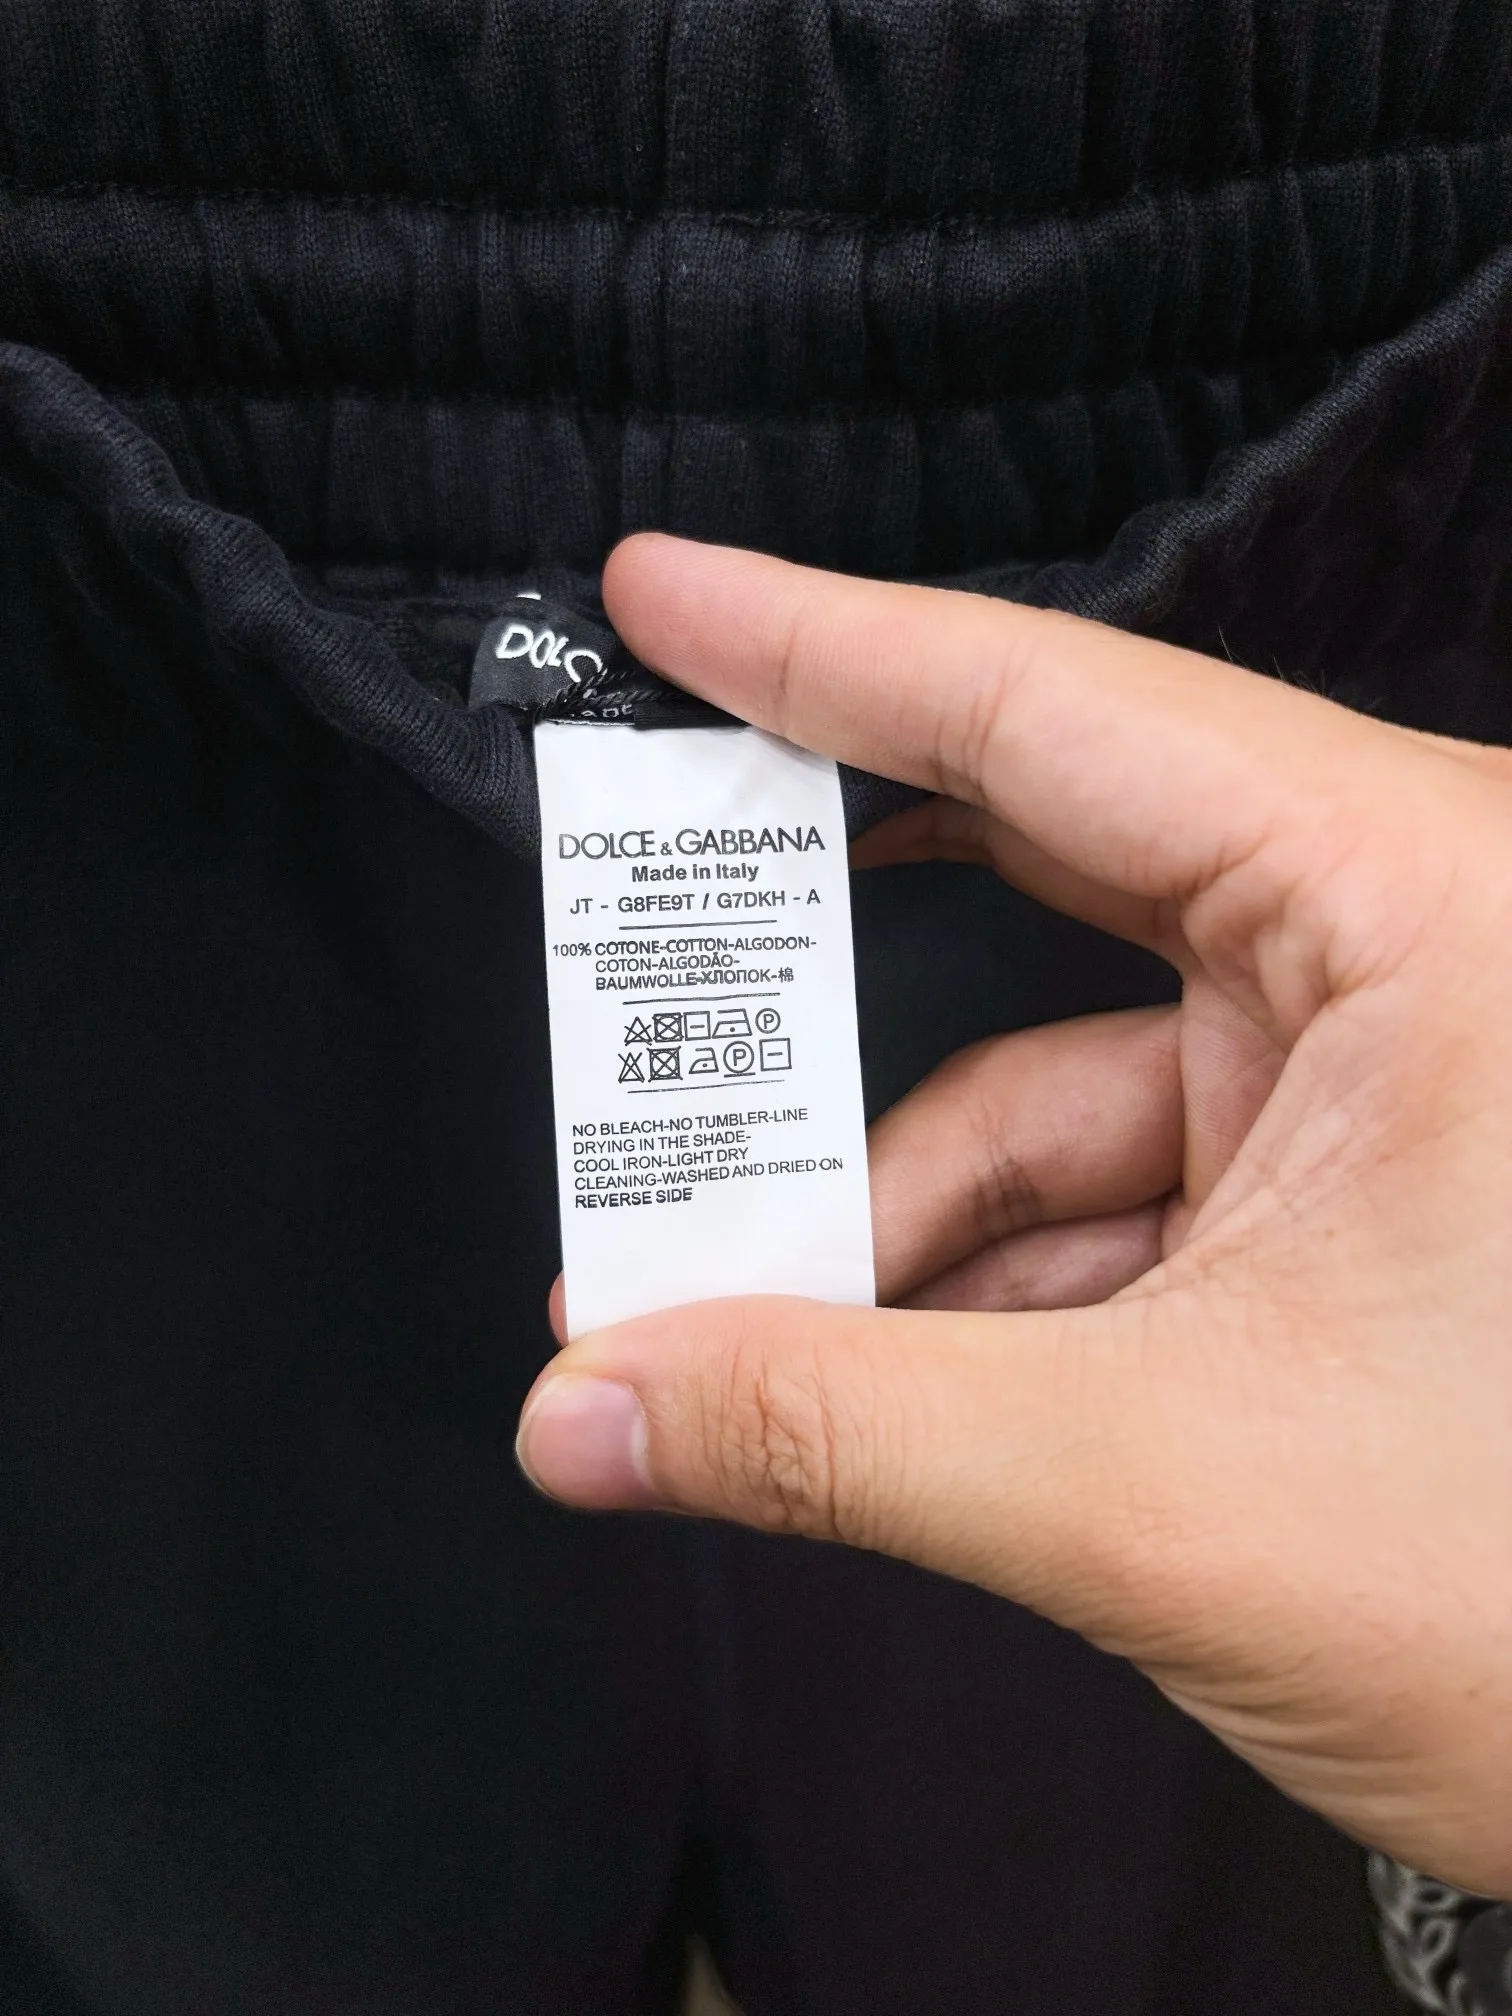 DOLC
DOLCE & GABBANA
Made in Italy
JT - G8FE9T / G7DKH - A
100% COTONE-COTTON-ALGODON-
COTON-ALGODÃO-
BAUMWOLLE-ХЛОПОК-棉
P
P
NO BLEACH-NO TUMBLER-LINE
DRYING IN THE SHADE-
COOL IRON-LIGHT DRY
CLEANING-WASHED AND DRIED ON
REVERSE SIDE